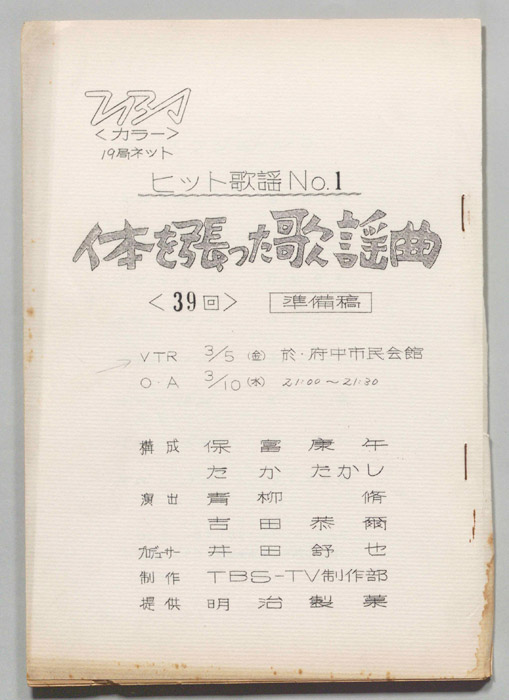 TBS
<カラー>
19局ネット
ヒット歌謡No.1
体を張った歌謡曲
<39回> 準備稿
VTR 3/5(金) 於・府中市民会館
O・A 3/10(水) 21:00～21:30
構成 保富康午
たかたかし
演出 青柳脩
吉田恭爾
プロデューサー 井田舒也
制作 TBS-TV制作部
提供 明治製菓